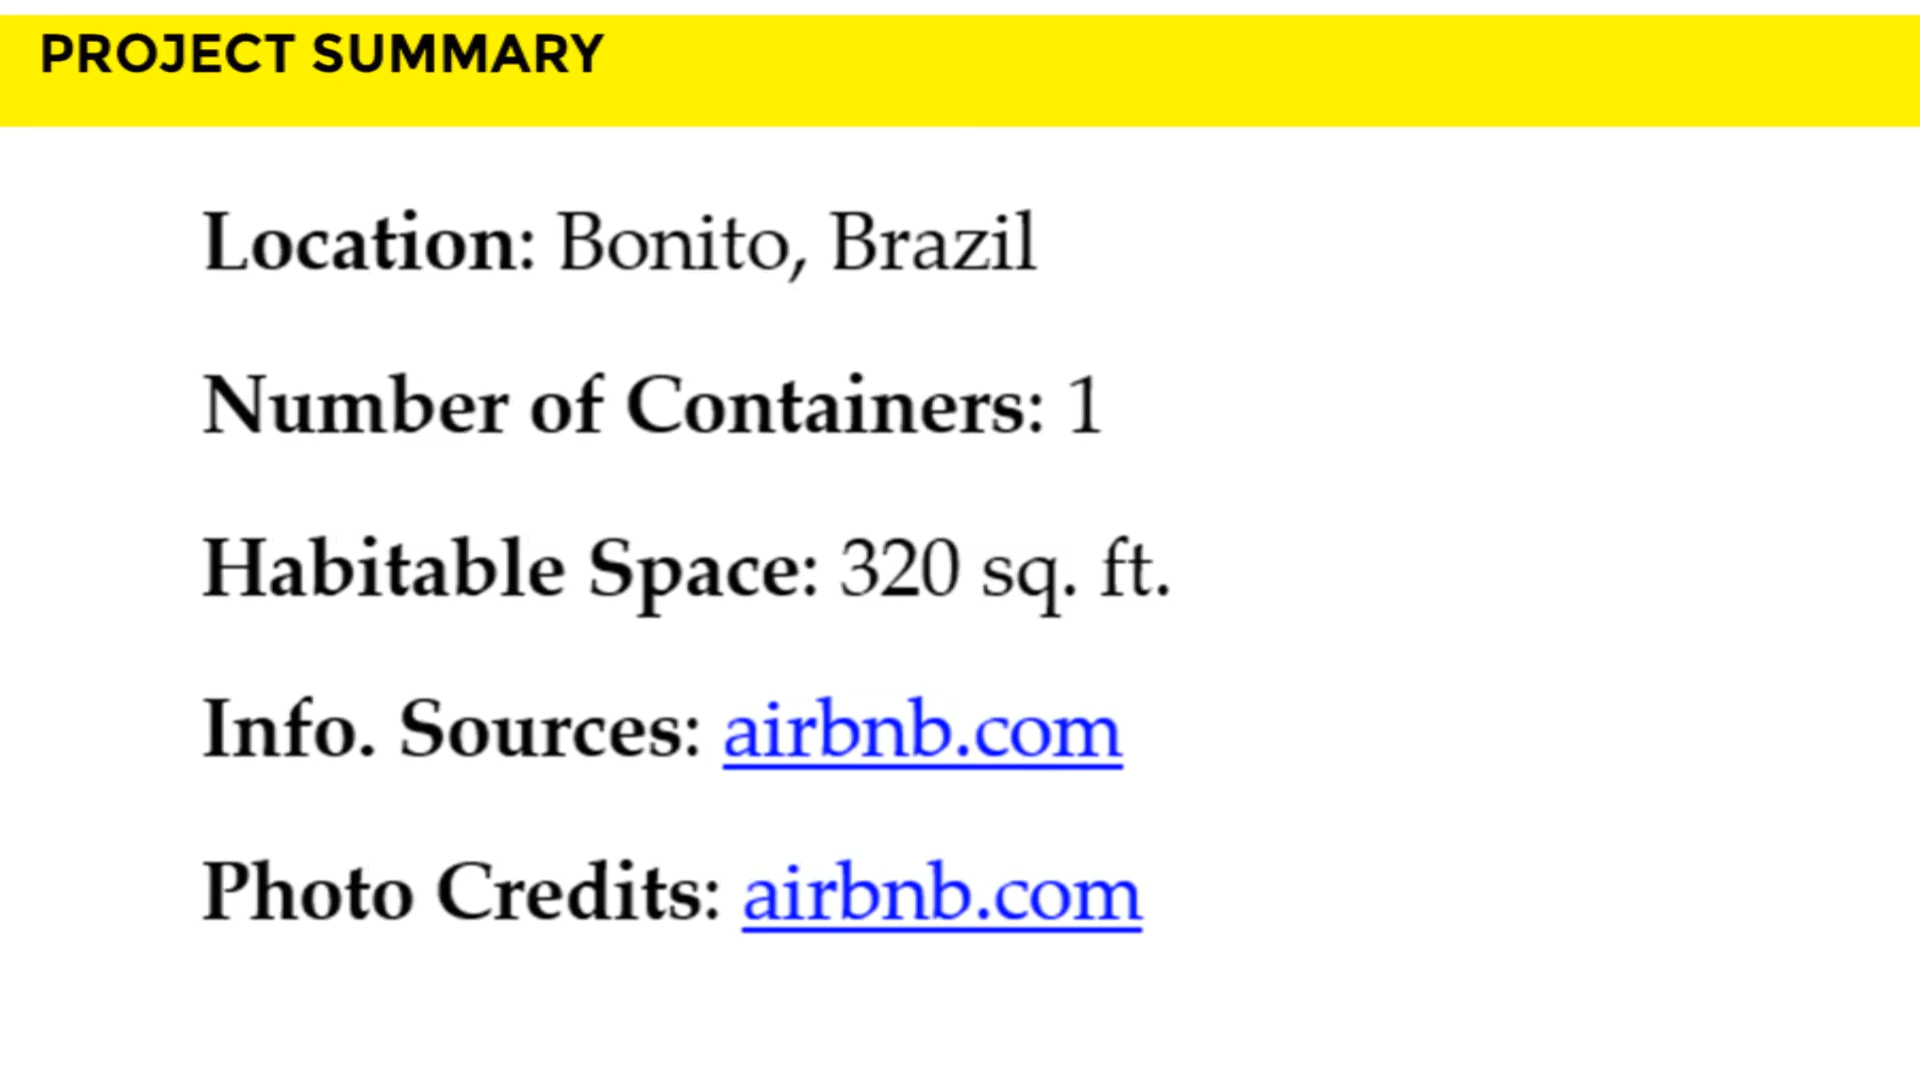 PROJECT SUMMARY
Location: Bonito, Brazil
Number of Containers: 1
Habitable Space: 320 sq. ft.
Info. Sources: airbnb.com
Photo Credits: airbnb.com